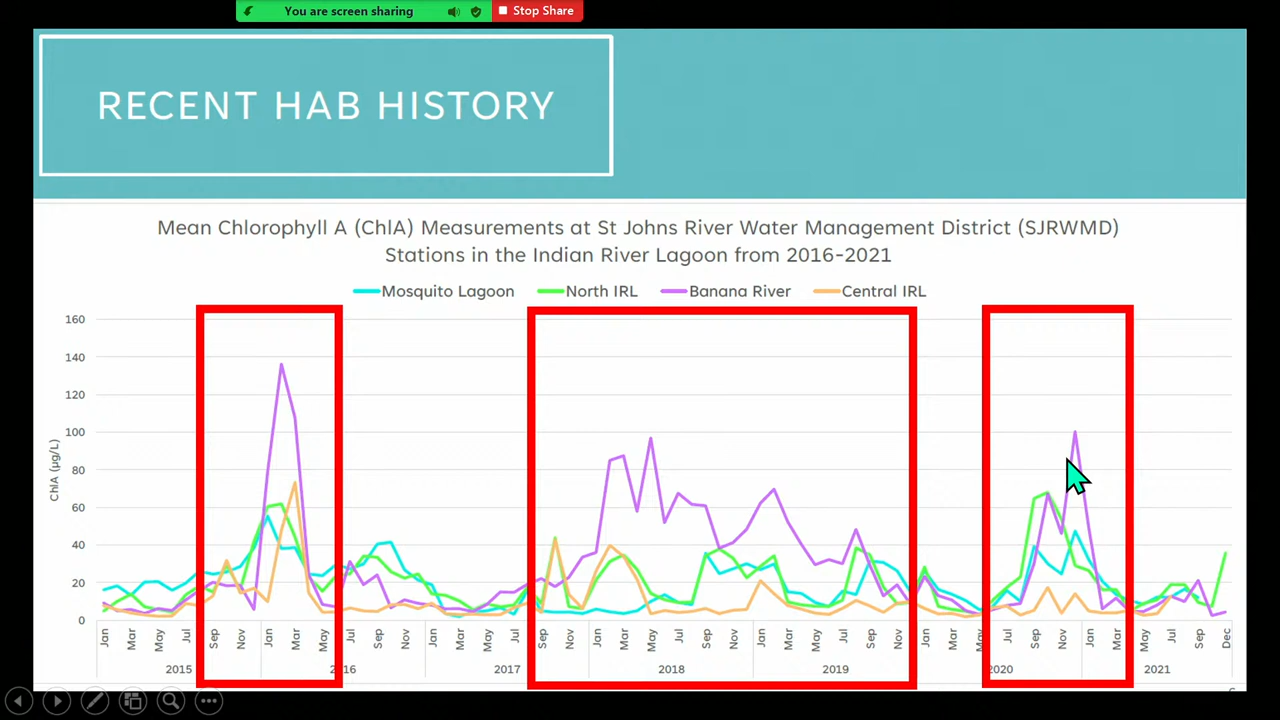 You are screen sharing
Stop Share
RECENT HAB HISTORY
Mean Chlorophyll A (ChlA) Measurements at St Johns River Water Management District (SJRWMD)
Stations in the Indian River Lagoon from 2016-2021
Mosquito Lagoon North IRL Banana River Central IRL
ChlA (µg/L)
160
140
120
100
80
60
40
20
0
Jan Mar May Jul Sep Nov Jan Mar May Jul Sep Nov Jan Mar May Jul Sep Nov Jan Mar May Jul Sep Nov Jan Mar May Jul Sep Nov Jan Mar May Jul Sep Nov Jan Mar May Jul Sep Dec
2015 2016 2017 2018 2019 2020 2021